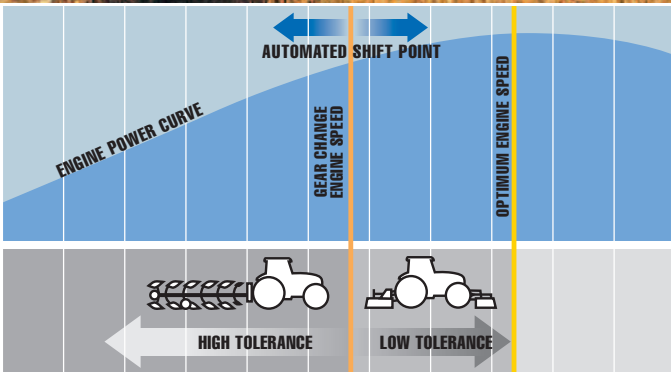 AUTOMATED SHIFT POINT
ENGINE POWER CURVE
GEAR CHANGE
ENGINE SPEED
OPTIMUM ENGINE SPEED
HIGH TOLERANCE
LOW TOLERANCE